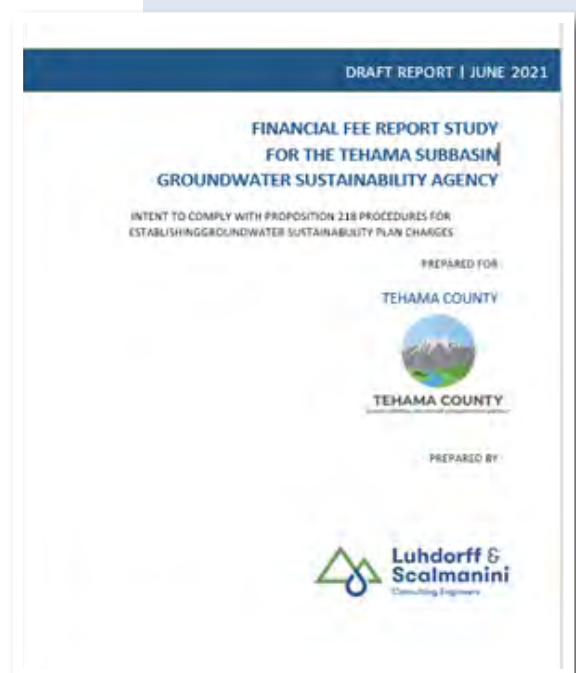 DRAFT REPORT | JUNE 2021
FINANCIAL FEE REPORT STUDY
FOR THE TEHAMA SUBBASIN
GROUNDWATER SUSTAINABILITY AGENCY
INTENT TO COMPLY WITH PROPOSITION 218 PROCEDURES FOR
ESTABLISHINGGROUNDWATER SUSTAINABILITY PLAN CHARGES
PREPARED FOR
TEHAMA COUNTY
TEHAMA COUNTY
PREPARED BY
Luhdorff &
Scalmanini
Consulting Engineers